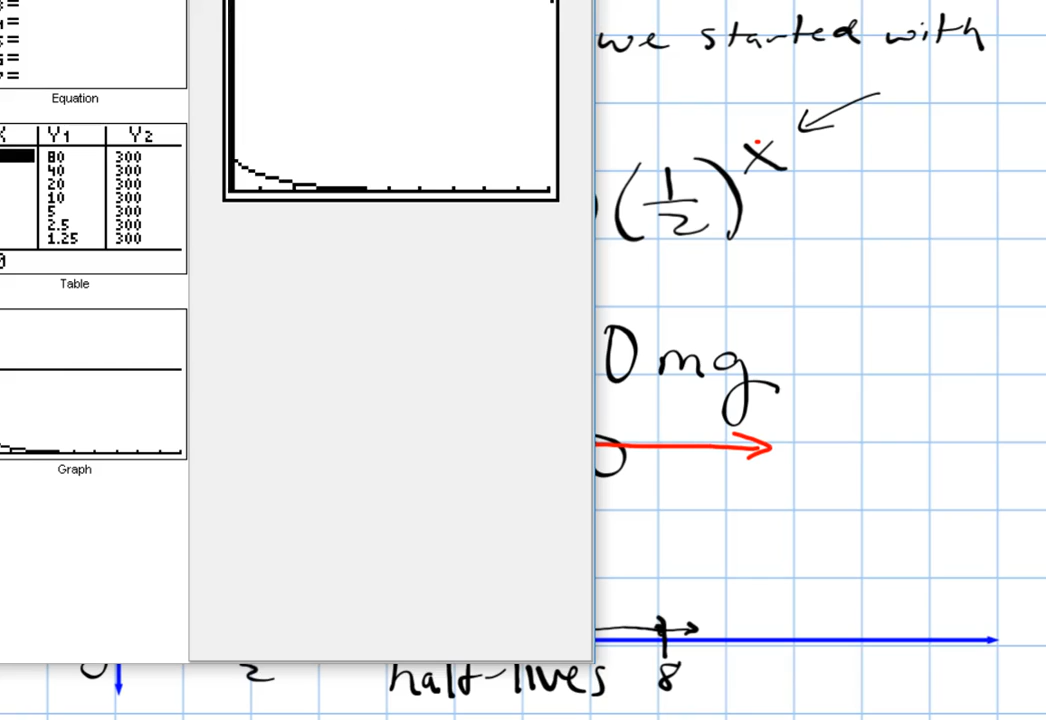 we started with
=
=
=
=
=
Equation
X Y1 Y2
80 300
40 300
20 300
10 300
5 300
2.5 300
1.25 300
Table
(1/2)^x
0 mg
Graph
2 half-lives 8